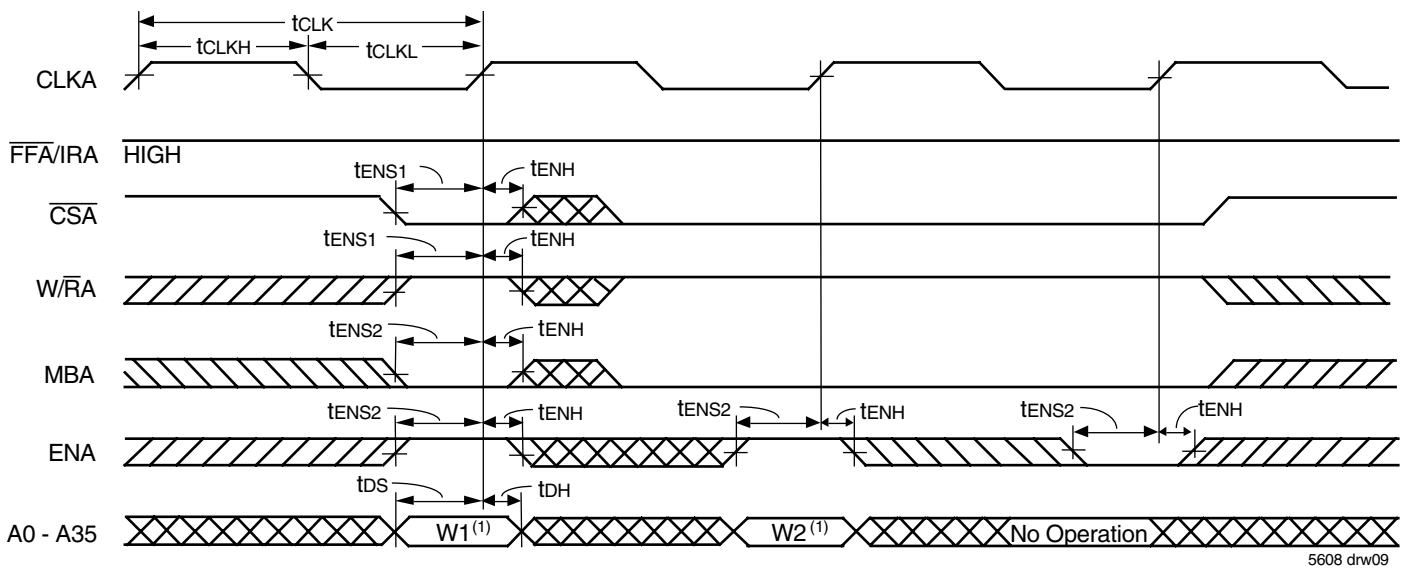 tCLK
tCLKH tCLKL
CLKA
FFA/IRA HIGH
tENS1 tENH
CSA
tENS1 tENH
W/RA
tENS2 tENH
MBA
tENS2 tENH tENS2 tENH tENS2 tENH
ENA
tDS tDH
A0 - A35 W1(1) W2(1) No Operation
5608 drw09